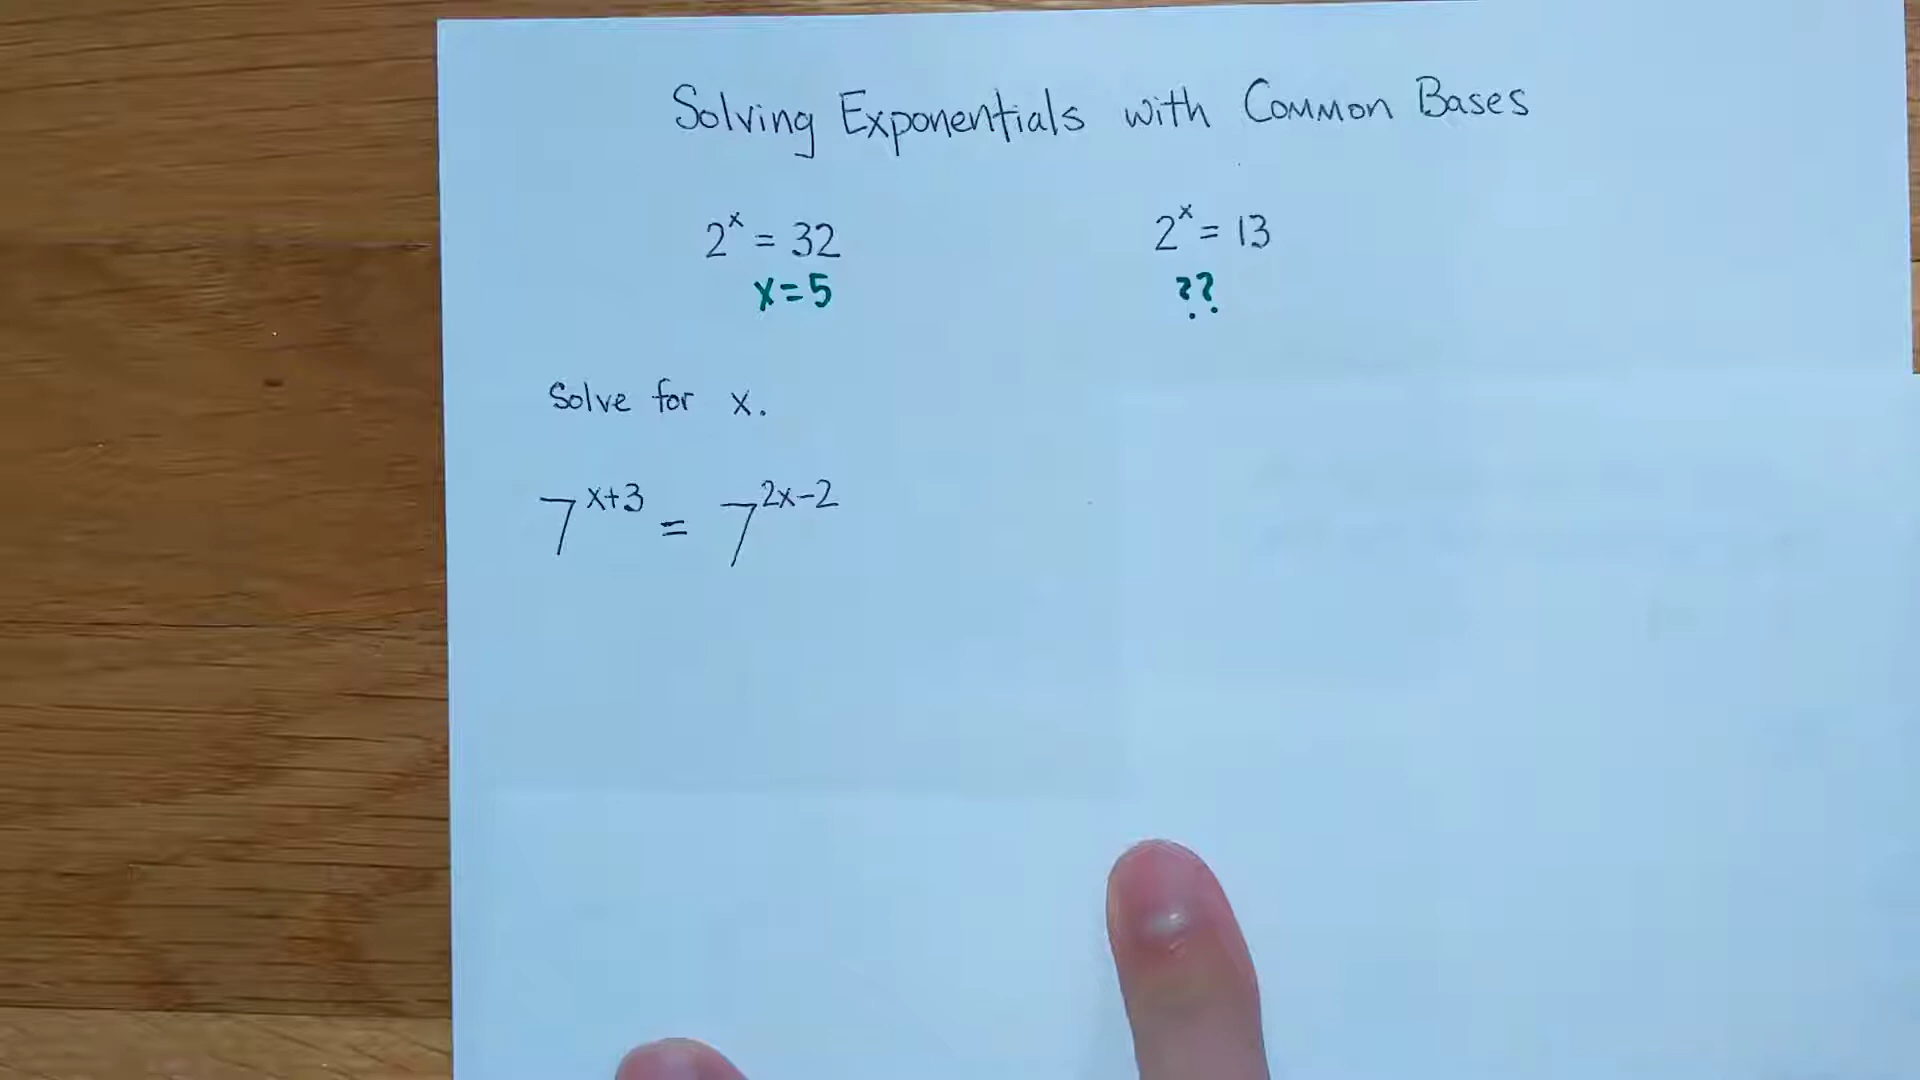 Solving Exponentials with Common Bases
2^x = 32
x=5
2^x = 13
??
Solve for x.
7^{x+3} = 7^{2x-2}